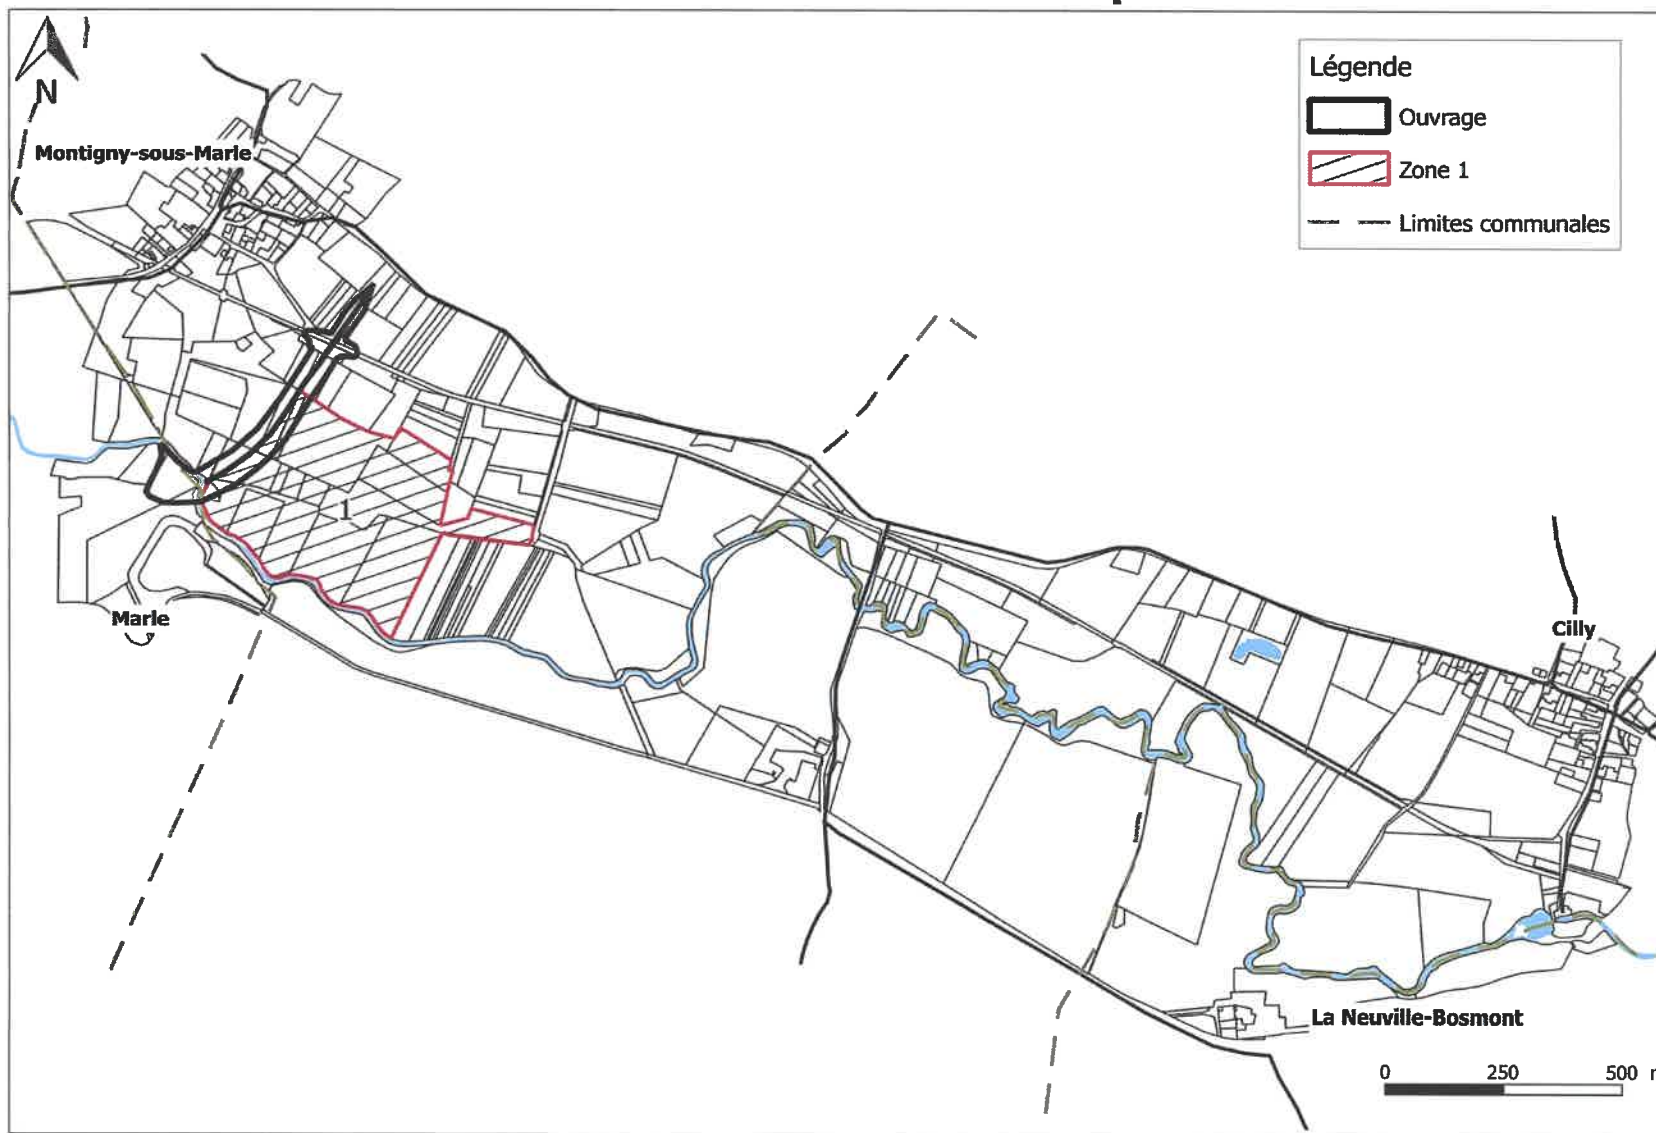 N
Montigny-sous-Marle
Légende
Ouvrage
Zone 1
Limites communales
1
Marle
Cilly
La Neuville-Bosmont
0 250 500